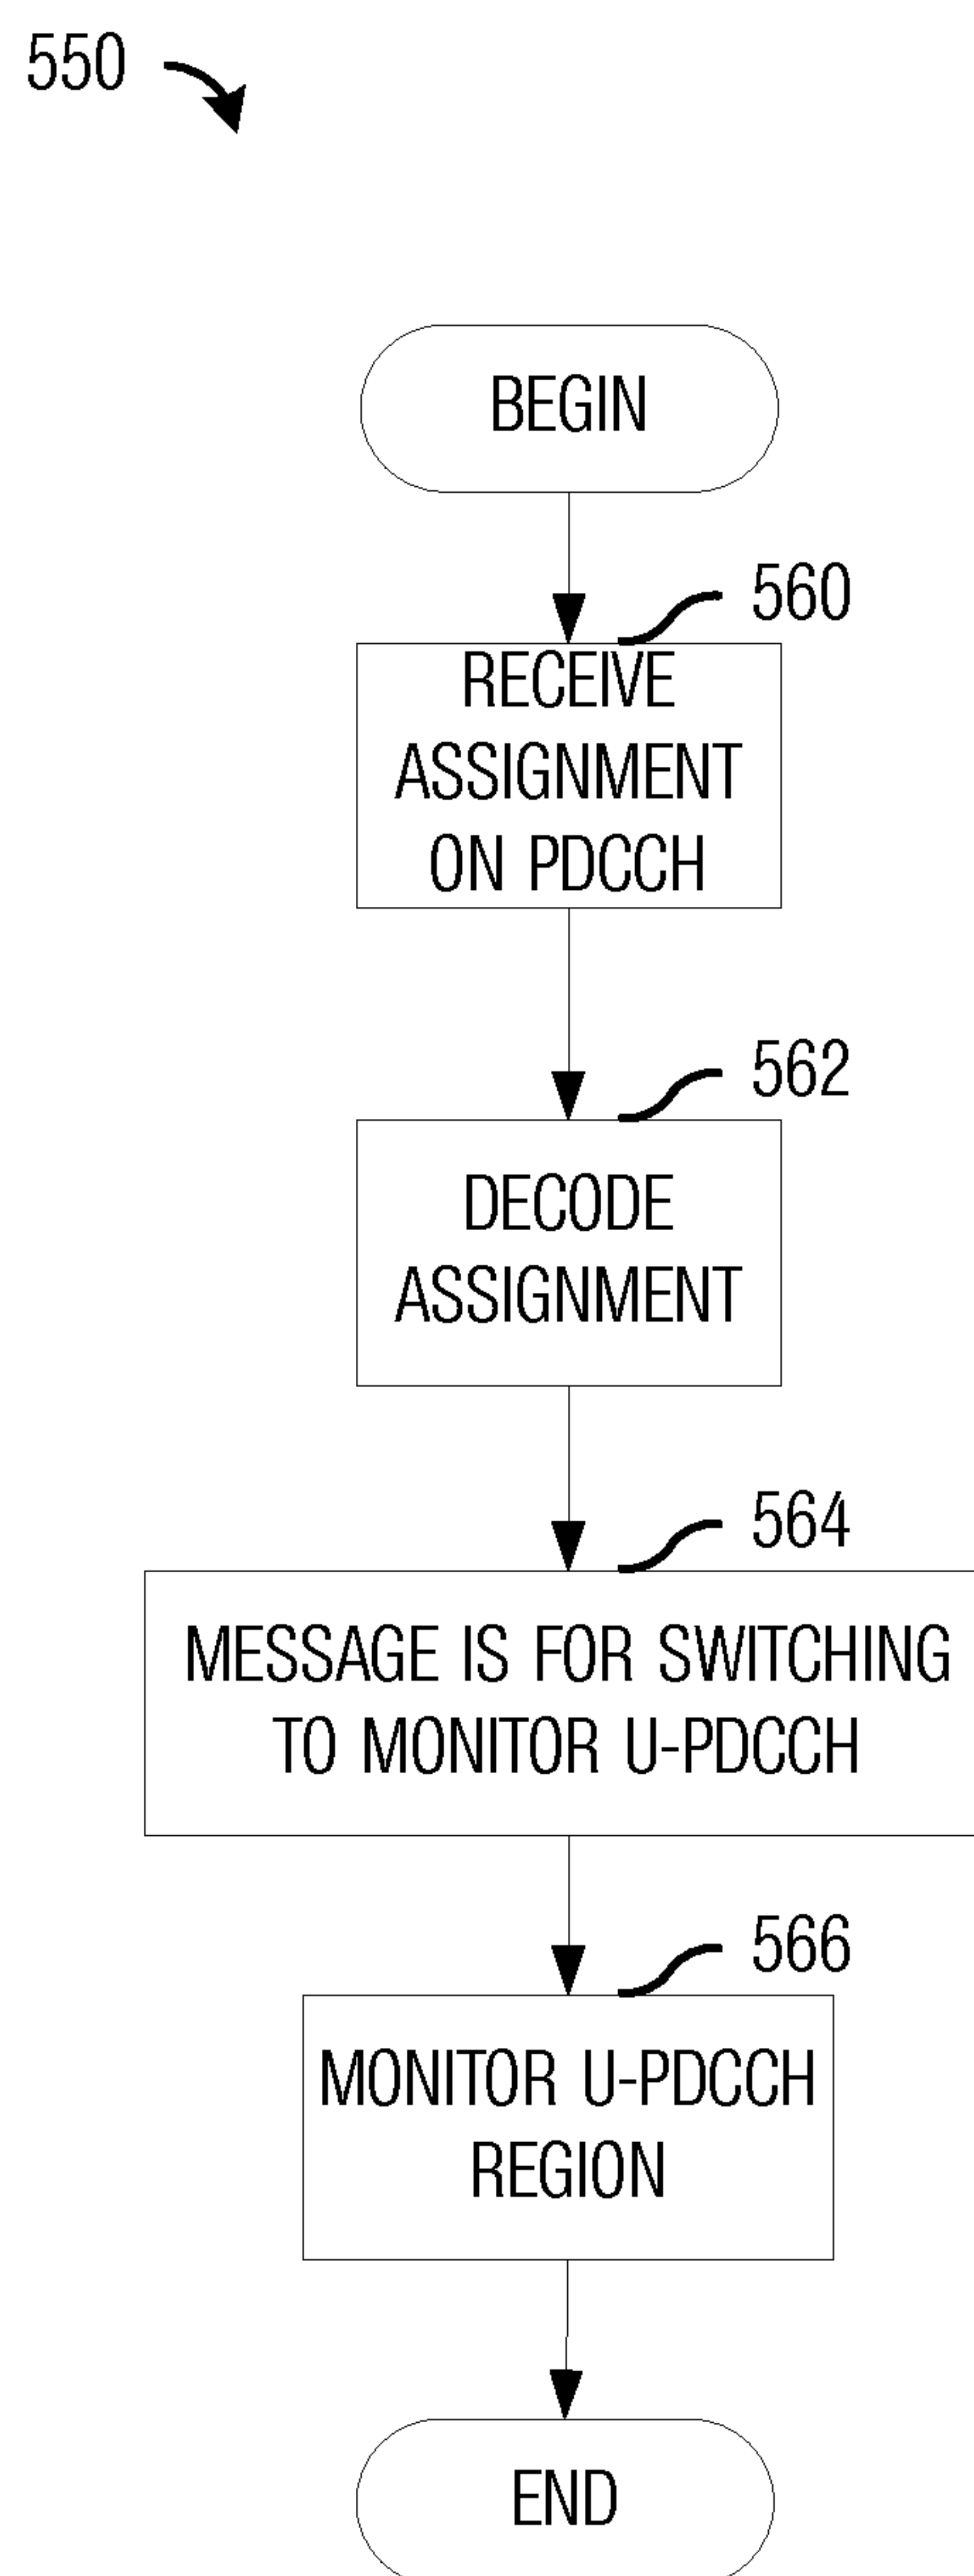 550
BEGIN
560
RECEIVE
ASSIGNMENT
ON PDCCH
562
DECODE
ASSIGNMENT
564
MESSAGE IS FOR SWITCHING
TO MONITOR U-PDCCH
566
MONITOR U-PDCCH
REGION
END